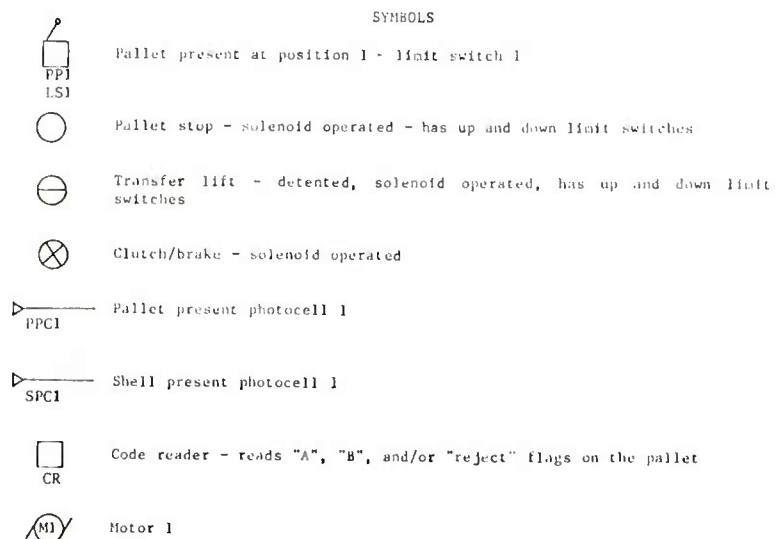 SYMBOLS
Pallet present at position 1 - limit switch 1
PP1
LS1
Pallet stop - solenoid operated - has up and down limit switches
Transfer lift - detented, solenoid operated, has up and down limit
switches
Clutch/brake - solenoid operated
Pallet present photocell 1
PPC1
Shell present photocell 1
SPC1
Code reader - reads "A", "B", and/or "reject" flags on the pallet
CR
M1 Motor 1